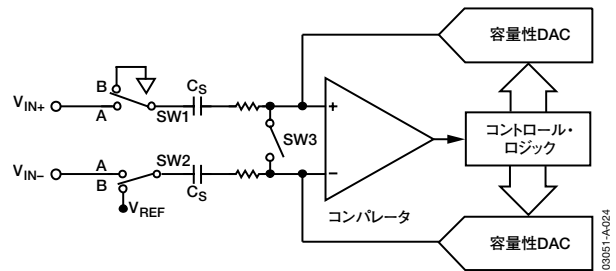 容量性DAC
B
CS
VIN+
A
SW1
+
SW3
コントロール・
ロジック
A
SW2
VIN–
B
CS
–
VREF
コンパレータ
容量性DAC
03051-A-024